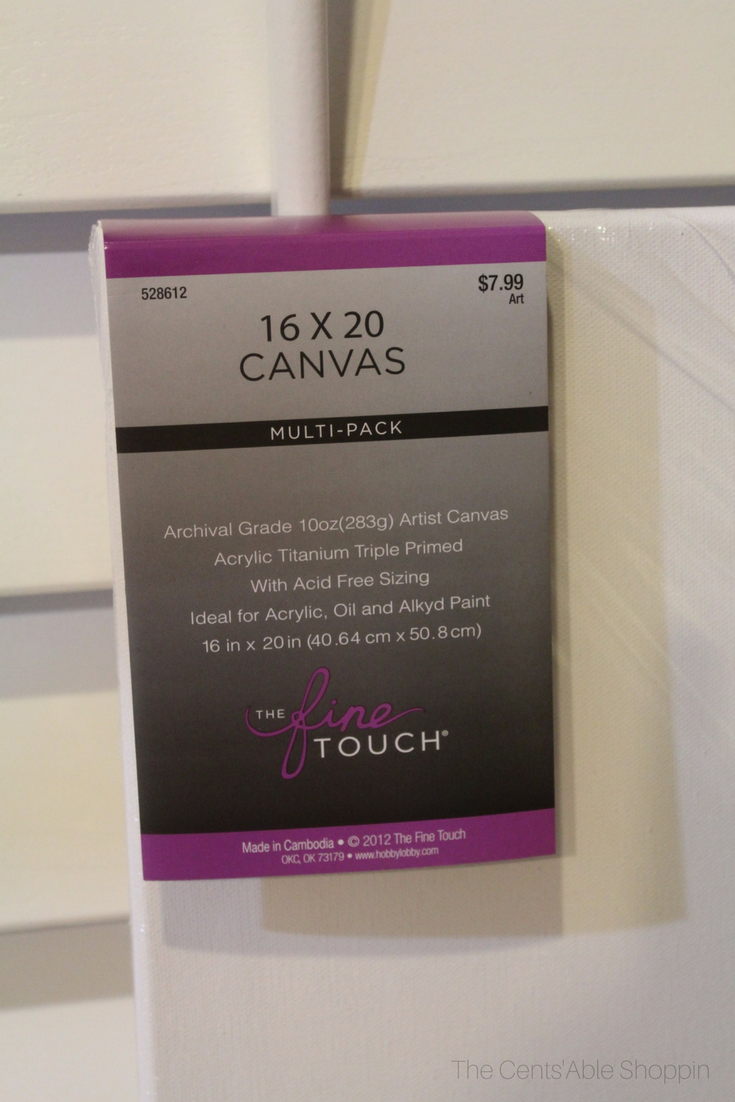 528612
$7.99
Art
16 X 20
CANVAS
MULTI-PACK
Archival Grade 10oz(283g) Artist Canvas
Acrylic Titanium Triple Primed
With Acid Free Sizing
Ideal for Acrylic, Oil and Alkyd Paint
16 in x 20 in (40.64 cm x 50.8 cm)
THE fine
TOUCH®
Made in Cambodia • © 2012 The Fine Touch
OKC, OK 73179 • www.hobbylobby.com
The Cents'Able Shoppin